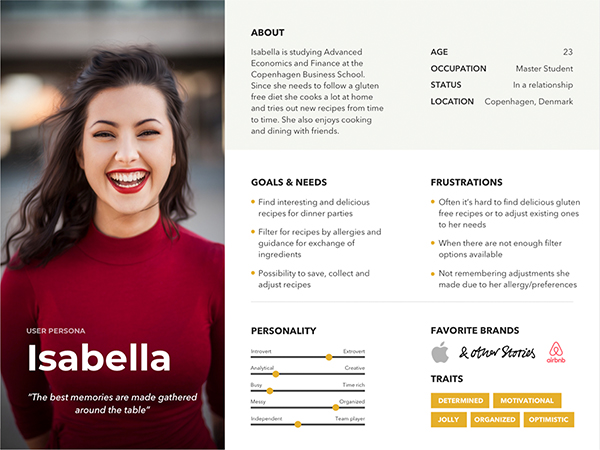 USER PERSONA
Isabella
“The best memories are made gathered
around the table”
ABOUT
Isabella is studying Advanced
Economics and Finance at the
Copenhagen Business School.
Since she needs to follow a gluten
free diet she cooks a lot at home
and tries out new recipes from time
to time. She also enjoys cooking
and dining with friends.
AGE 23
OCCUPATION Master Student
STATUS In a relationship
LOCATION Copenhagen, Denmark
GOALS & NEEDS
Find interesting and delicious
recipes for dinner parties
Filter for recipes by allergies and
guidance for exchange of
ingredients
Possibility to save, collect and
adjust recipes
FRUSTRATIONS
Often it’s hard to find delicious gluten
free recipes or to adjust existing ones
to her needs
When there are not enough filter
options available
Not remembering adjustments she
made due to her allergy/preferences
PERSONALITY
Introvert Extrovert
Analytical Creative
Busy Time rich
Messy Organized
Independent Team player
FAVORITE BRANDS
& other Stories airbnb
TRAITS
DETERMINED MOTIVATIONAL
JOLLY ORGANIZED OPTIMISTIC